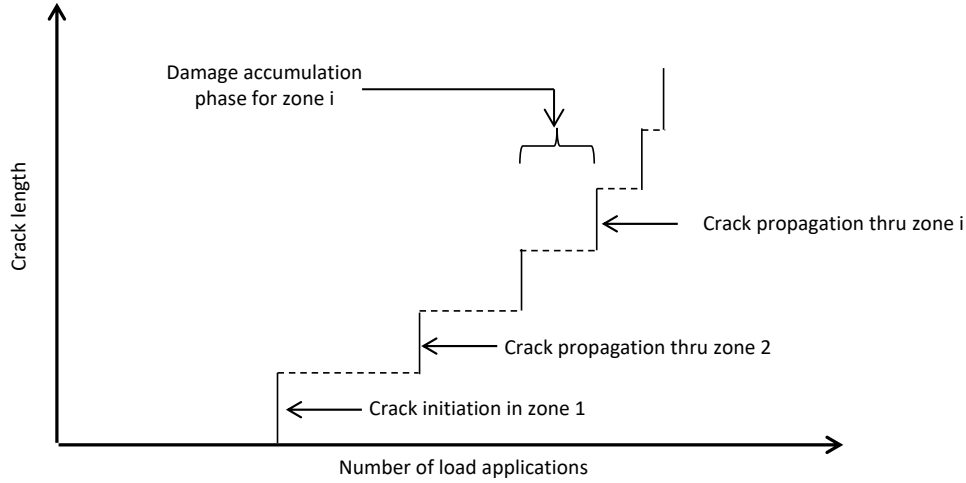 Damage accumulation
phase for zone i
Crack propagation thru zone i
Crack propagation thru zone 2
Crack initiation in zone 1
Crack length
Number of load applications